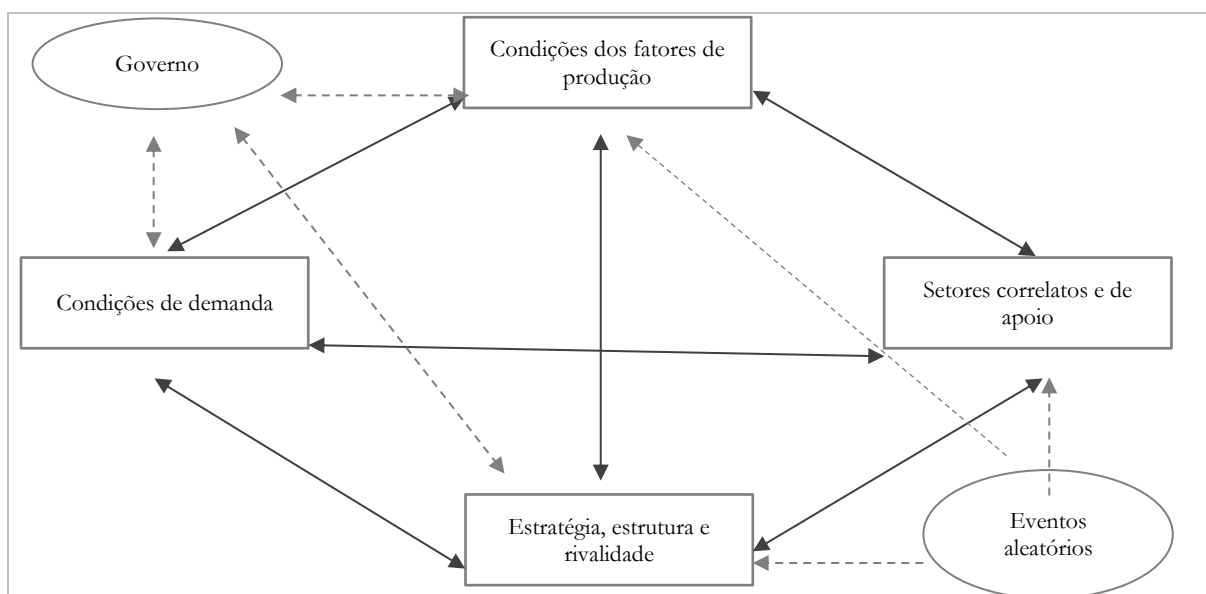 Governo
Condições dos fatores de
produção
Condições de demanda
Setores correlatos e de
apoio
Estratégia, estrutura e
rivalidade
Eventos
aleatórios